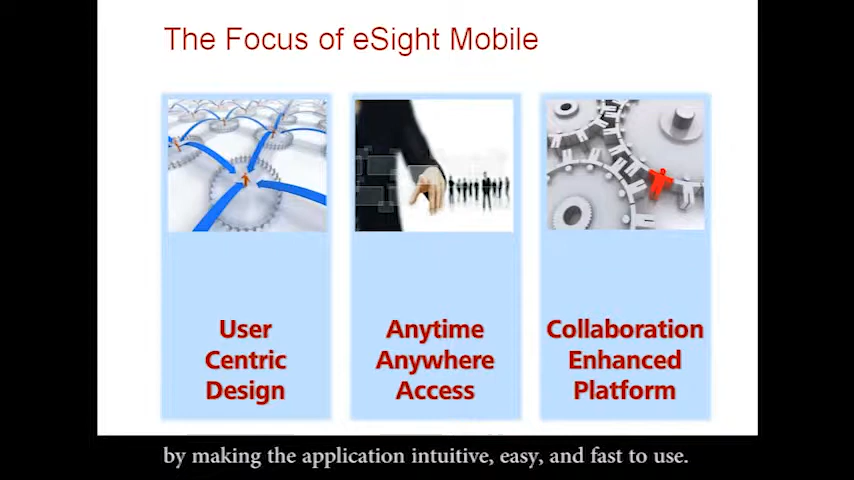 The Focus of eSight Mobile
User
Centric
Design
Anytime
Anywhere
Access
Collaboration
Enhanced
Platform
by making the application intuitive, easy, and fast to use.